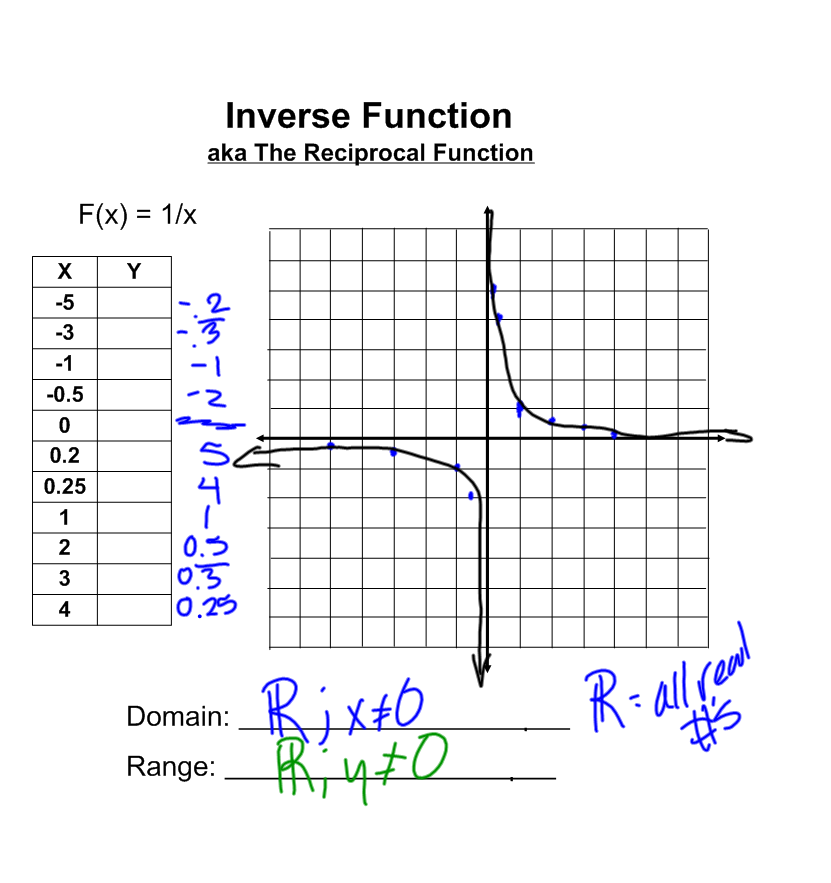 Inverse Function
aka The Reciprocal Function
F(x) = 1/x
X Y
-5 -.2
-3 -.3̅
-1 -1
-0.5 -2
0
0.2 5
0.25 4
1 1
2 0.5
3 0.3̅
4 0.25
Domain: ℝ; x≠0
Range: ℝ; y≠0
ℝ = all real
#'s